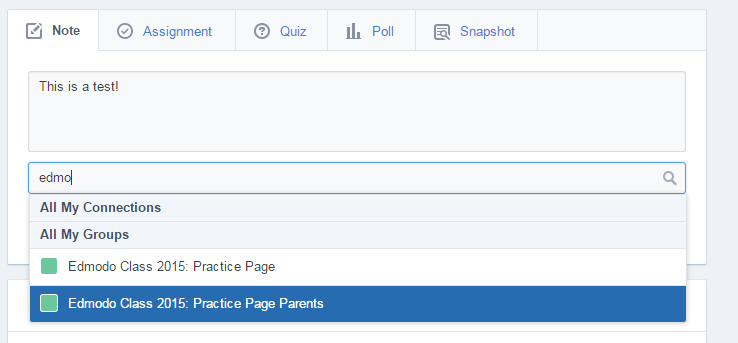 Note Assignment Quiz Poll Snapshot
This is a test!
edmo
All My Connections
All My Groups
Edmodo Class 2015: Practice Page
Edmodo Class 2015: Practice Page Parents